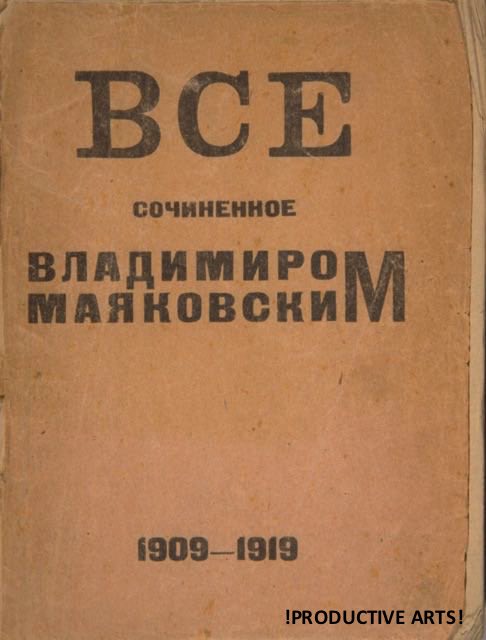 ВСЕ
СОЧИНЕННОЕ
ВЛАДИМИРОМ
МАЯКОВСКИМ
1909—1919
!PRODUCTIVE ARTS!